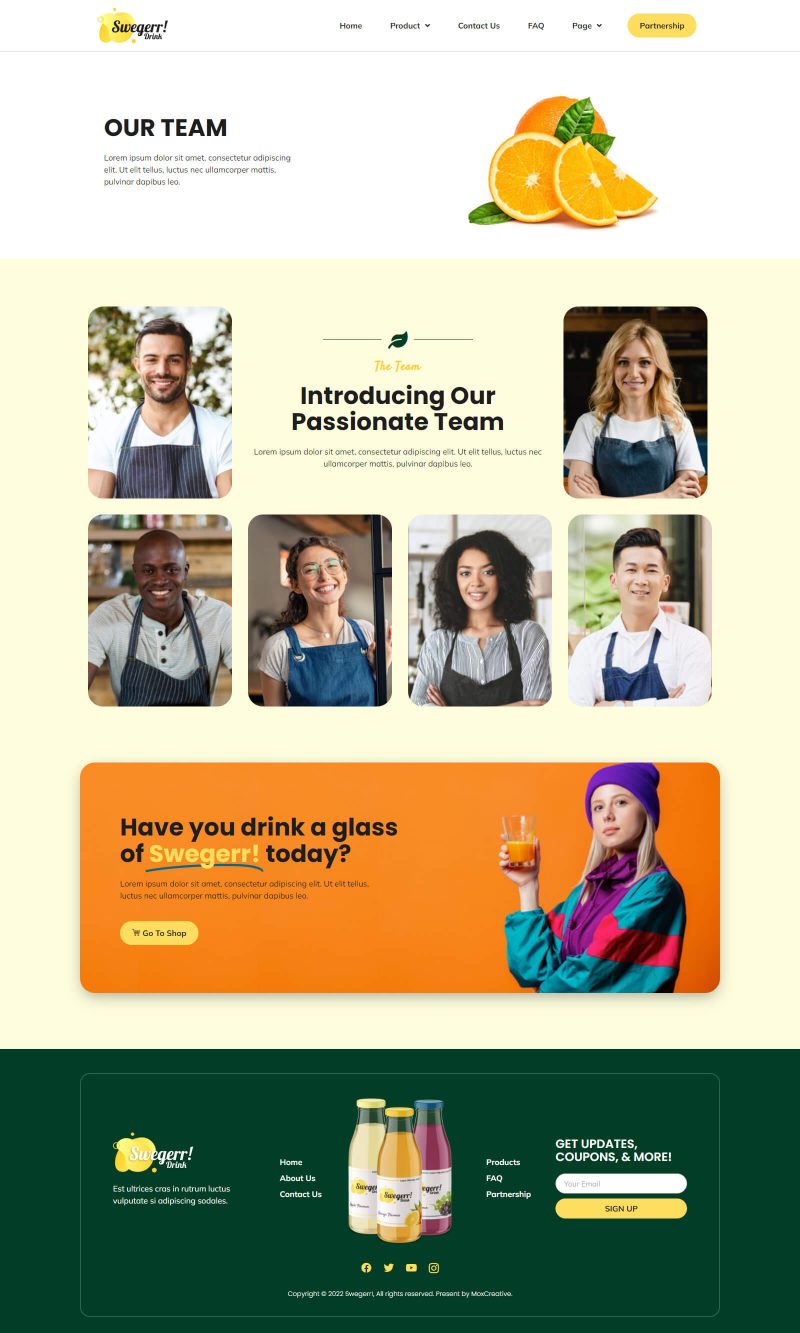 Swegerr!
Drink
Home Product Contact Us FAQ Page Partnership
OUR TEAM
Lorem ipsum dolor sit amet, consectetur adipiscing
elit. Ut elit tellus, luctus nec ullamcorper mattis,
pulvinar dapibus leo.
The Team
Introducing Our
Passionate Team
Lorem ipsum dolor sit amet, consectetur adipiscing elit. Ut elit tellus, luctus nec
ullamcorper mattis, pulvinar dapibus leo.
Have you drink a glass
of Swegerr! today?
Lorem ipsum dolor sit amet, consectetur adipiscing elit. Ut elit tellus,
luctus nec ullamcorper mattis, pulvinar dapibus leo.
Go To Shop
Swegerr!
Drink
Est ultrices cras in rutrum luctus
vulputate si adipiscing sodales.
Home
About Us
Contact Us
Swegerr!
Drink
Products
FAQ
Partnership
GET UPDATES,
COUPONS, & MORE!
Your Email
SIGN UP
Copyright © 2022 Swegerr!, All rights reserved. Present by MoxCreative.